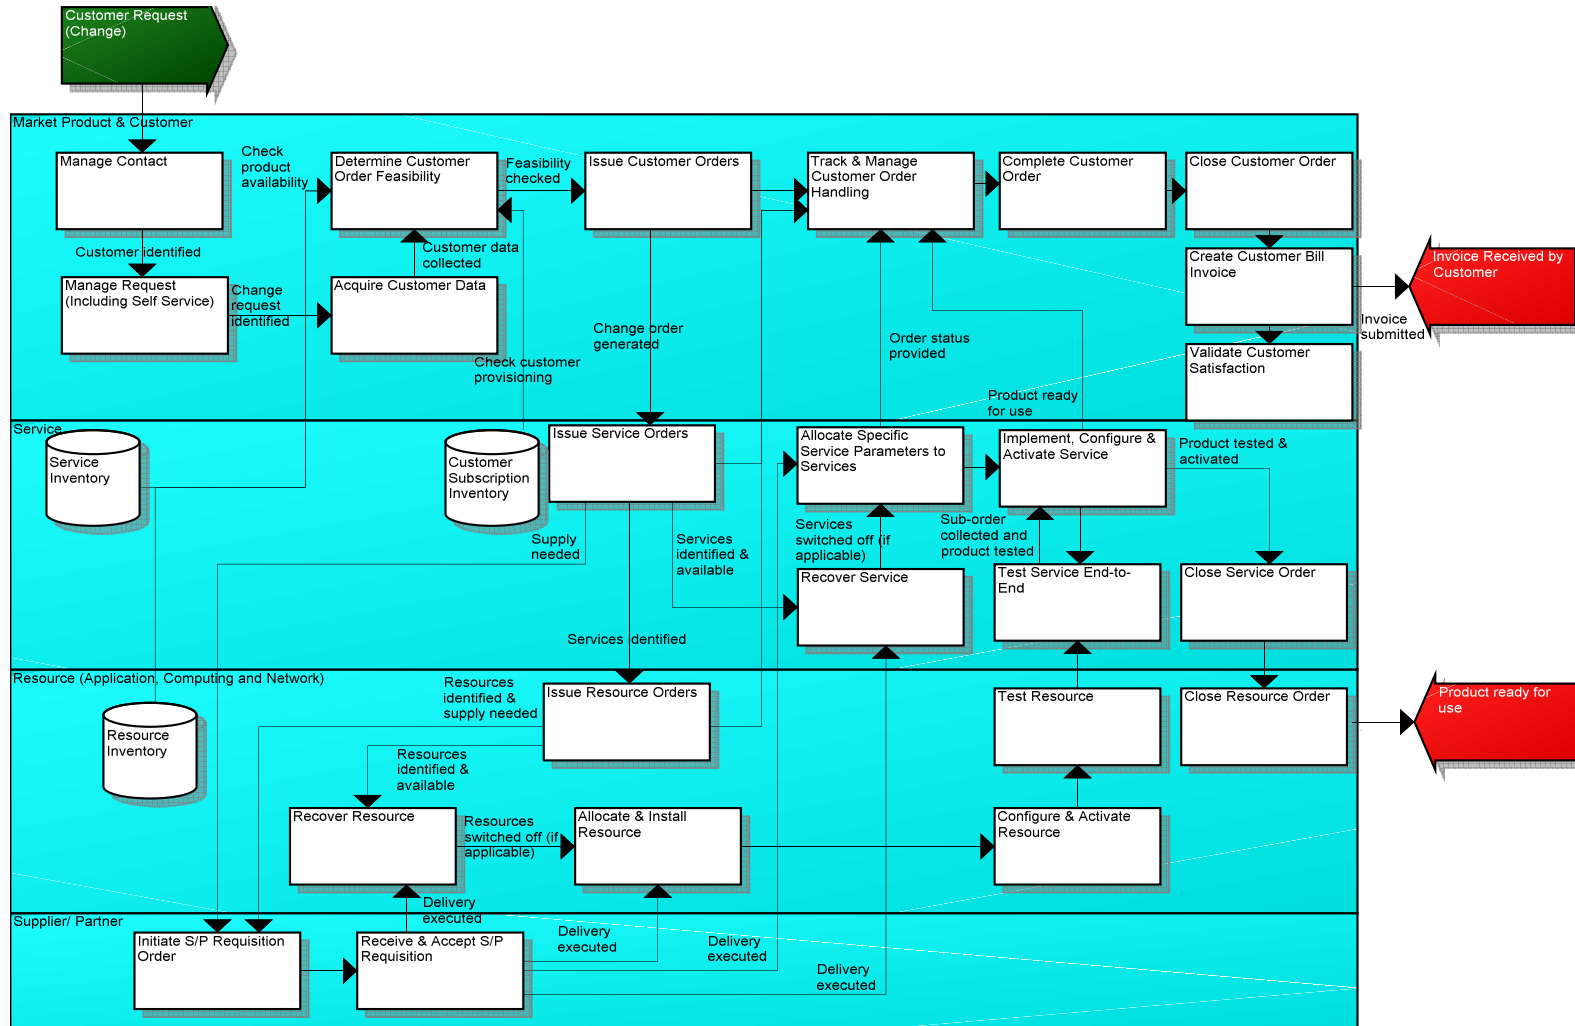 Customer Request
(Change)
Market Product & Customer
Manage Contact
Check
product
availability
Determine Customer
Order Feasibility
Feasibility
checked
Issue Customer Orders
Track & Manage
Customer Order
Handling
Complete Customer
Order
Close Customer Order
Customer identified
Customer data
collected
Create Customer Bill
Invoice
Invoice Received by
Customer
Manage Request
(Including Self Service)
Change
request
identified
Acquire Customer Data
Change order
generated
Order status
provided
Invoice
submitted
Check customer
provisioning
Validate Customer
Satisfaction
Product ready
for use
Service
Service
Inventory
Customer
Subscription
Inventory
Issue Service Orders
Allocate Specific
Service Parameters to
Services
Implement, Configure &
Activate Service
Product tested &
activated
Supply
needed
Services
identified &
available
Services
switched off (if
applicable)
Sub-order
collected and
product tested
Recover Service
Test Service End-to-
End
Close Service Order
Services identified
Resource (Application, Computing and Network)
Resources
identified &
supply needed
Issue Resource Orders
Test Resource
Close Resource Order
Product ready for
use
Resource
Inventory
Resources
identified &
available
Recover Resource
Resources
switched off (if
applicable)
Allocate & Install
Resource
Configure & Activate
Resource
Delivery
executed
Supplier/ Partner
Initiate S/P Requisition
Order
Receive & Accept S/P
Requisition
Delivery
executed
Delivery
executed
Delivery
executed